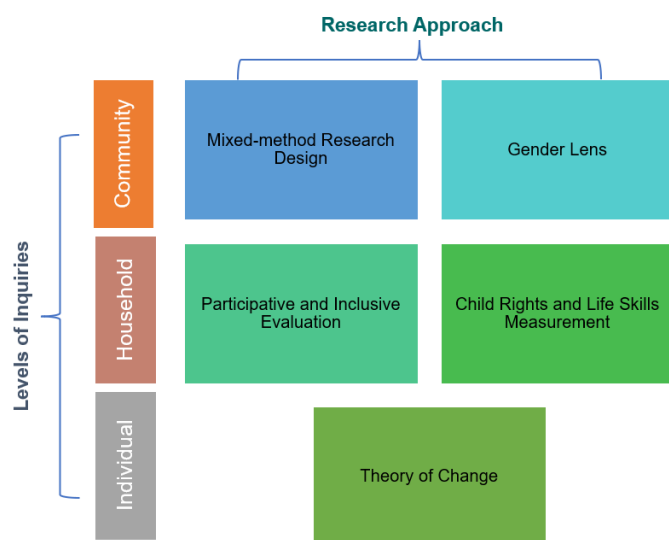 Research Approach
Levels of Inquiries
Community
Mixed-method Research
Design
Gender Lens
Household
Participative and Inclusive
Evaluation
Child Rights and Life Skills
Measurement
Individual
Theory of Change